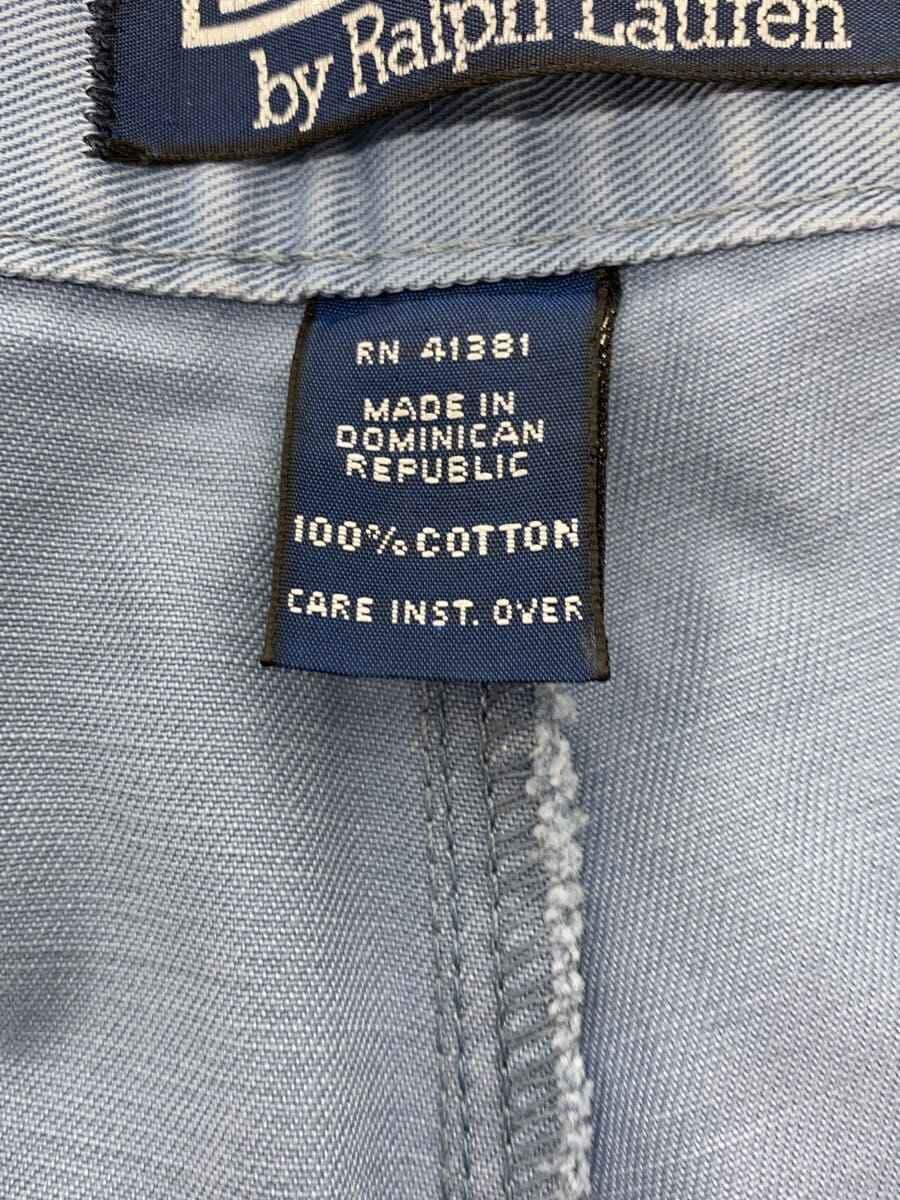 by Ralph Lauren
RN 41381
MADE IN
DOMINICAN
REPUBLIC
100% COTTON
CARE INST. OVER